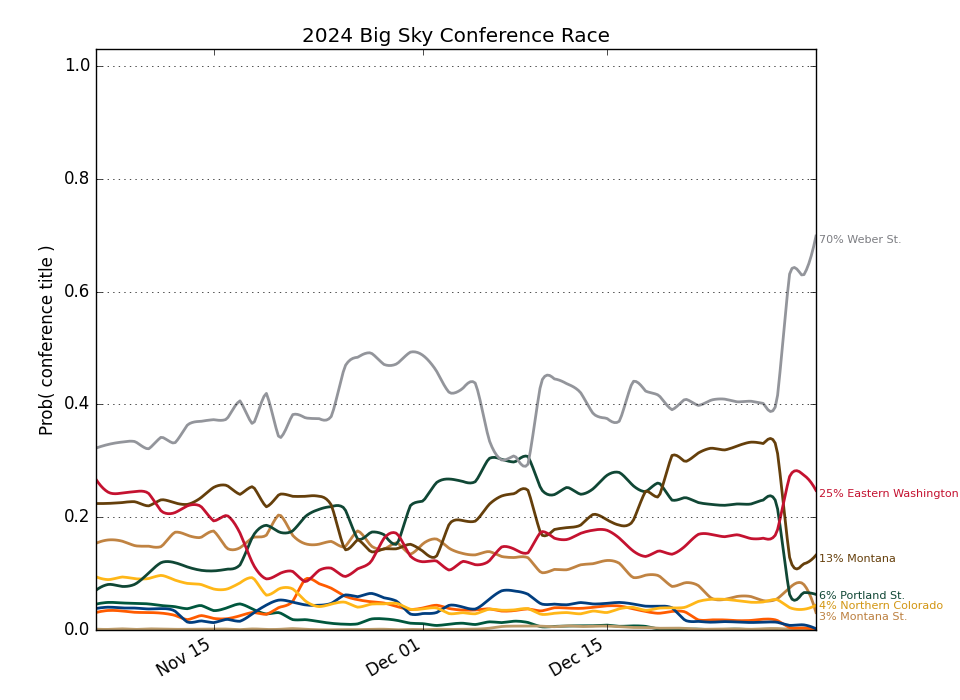 2024 Big Sky Conference Race
1.0
0.8
0.6
0.4
0.2
0.0
Prob( conference title )
Nov 15
Dec 01
Dec 15
70% Weber St.
25% Eastern Washington
13% Montana
6% Portland St.
4% Northern Colorado
3% Montana St.